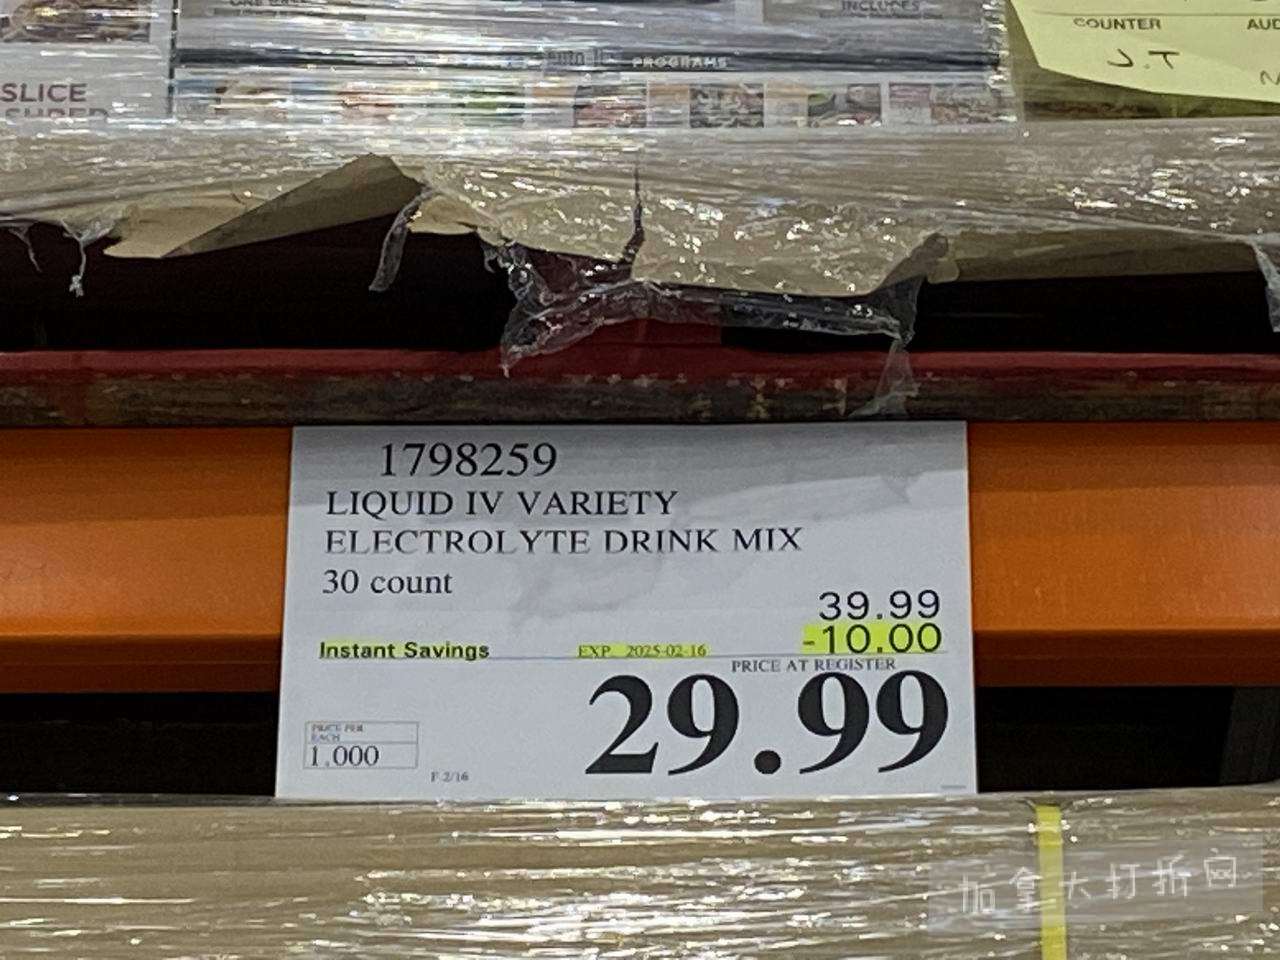 INCLUDES
COUNTER
J.T
PROGRAMS
SLICE
1798259
LIQUID IV VARIETY
ELECTROLYTE DRINK MIX
30 count
39.99
Instant Savings EXP. 2025-02-16 -10.00
PRICE AT REGISTER
29.99
PRICE PER
EACH
1.000
F 2/16
加拿大打折网